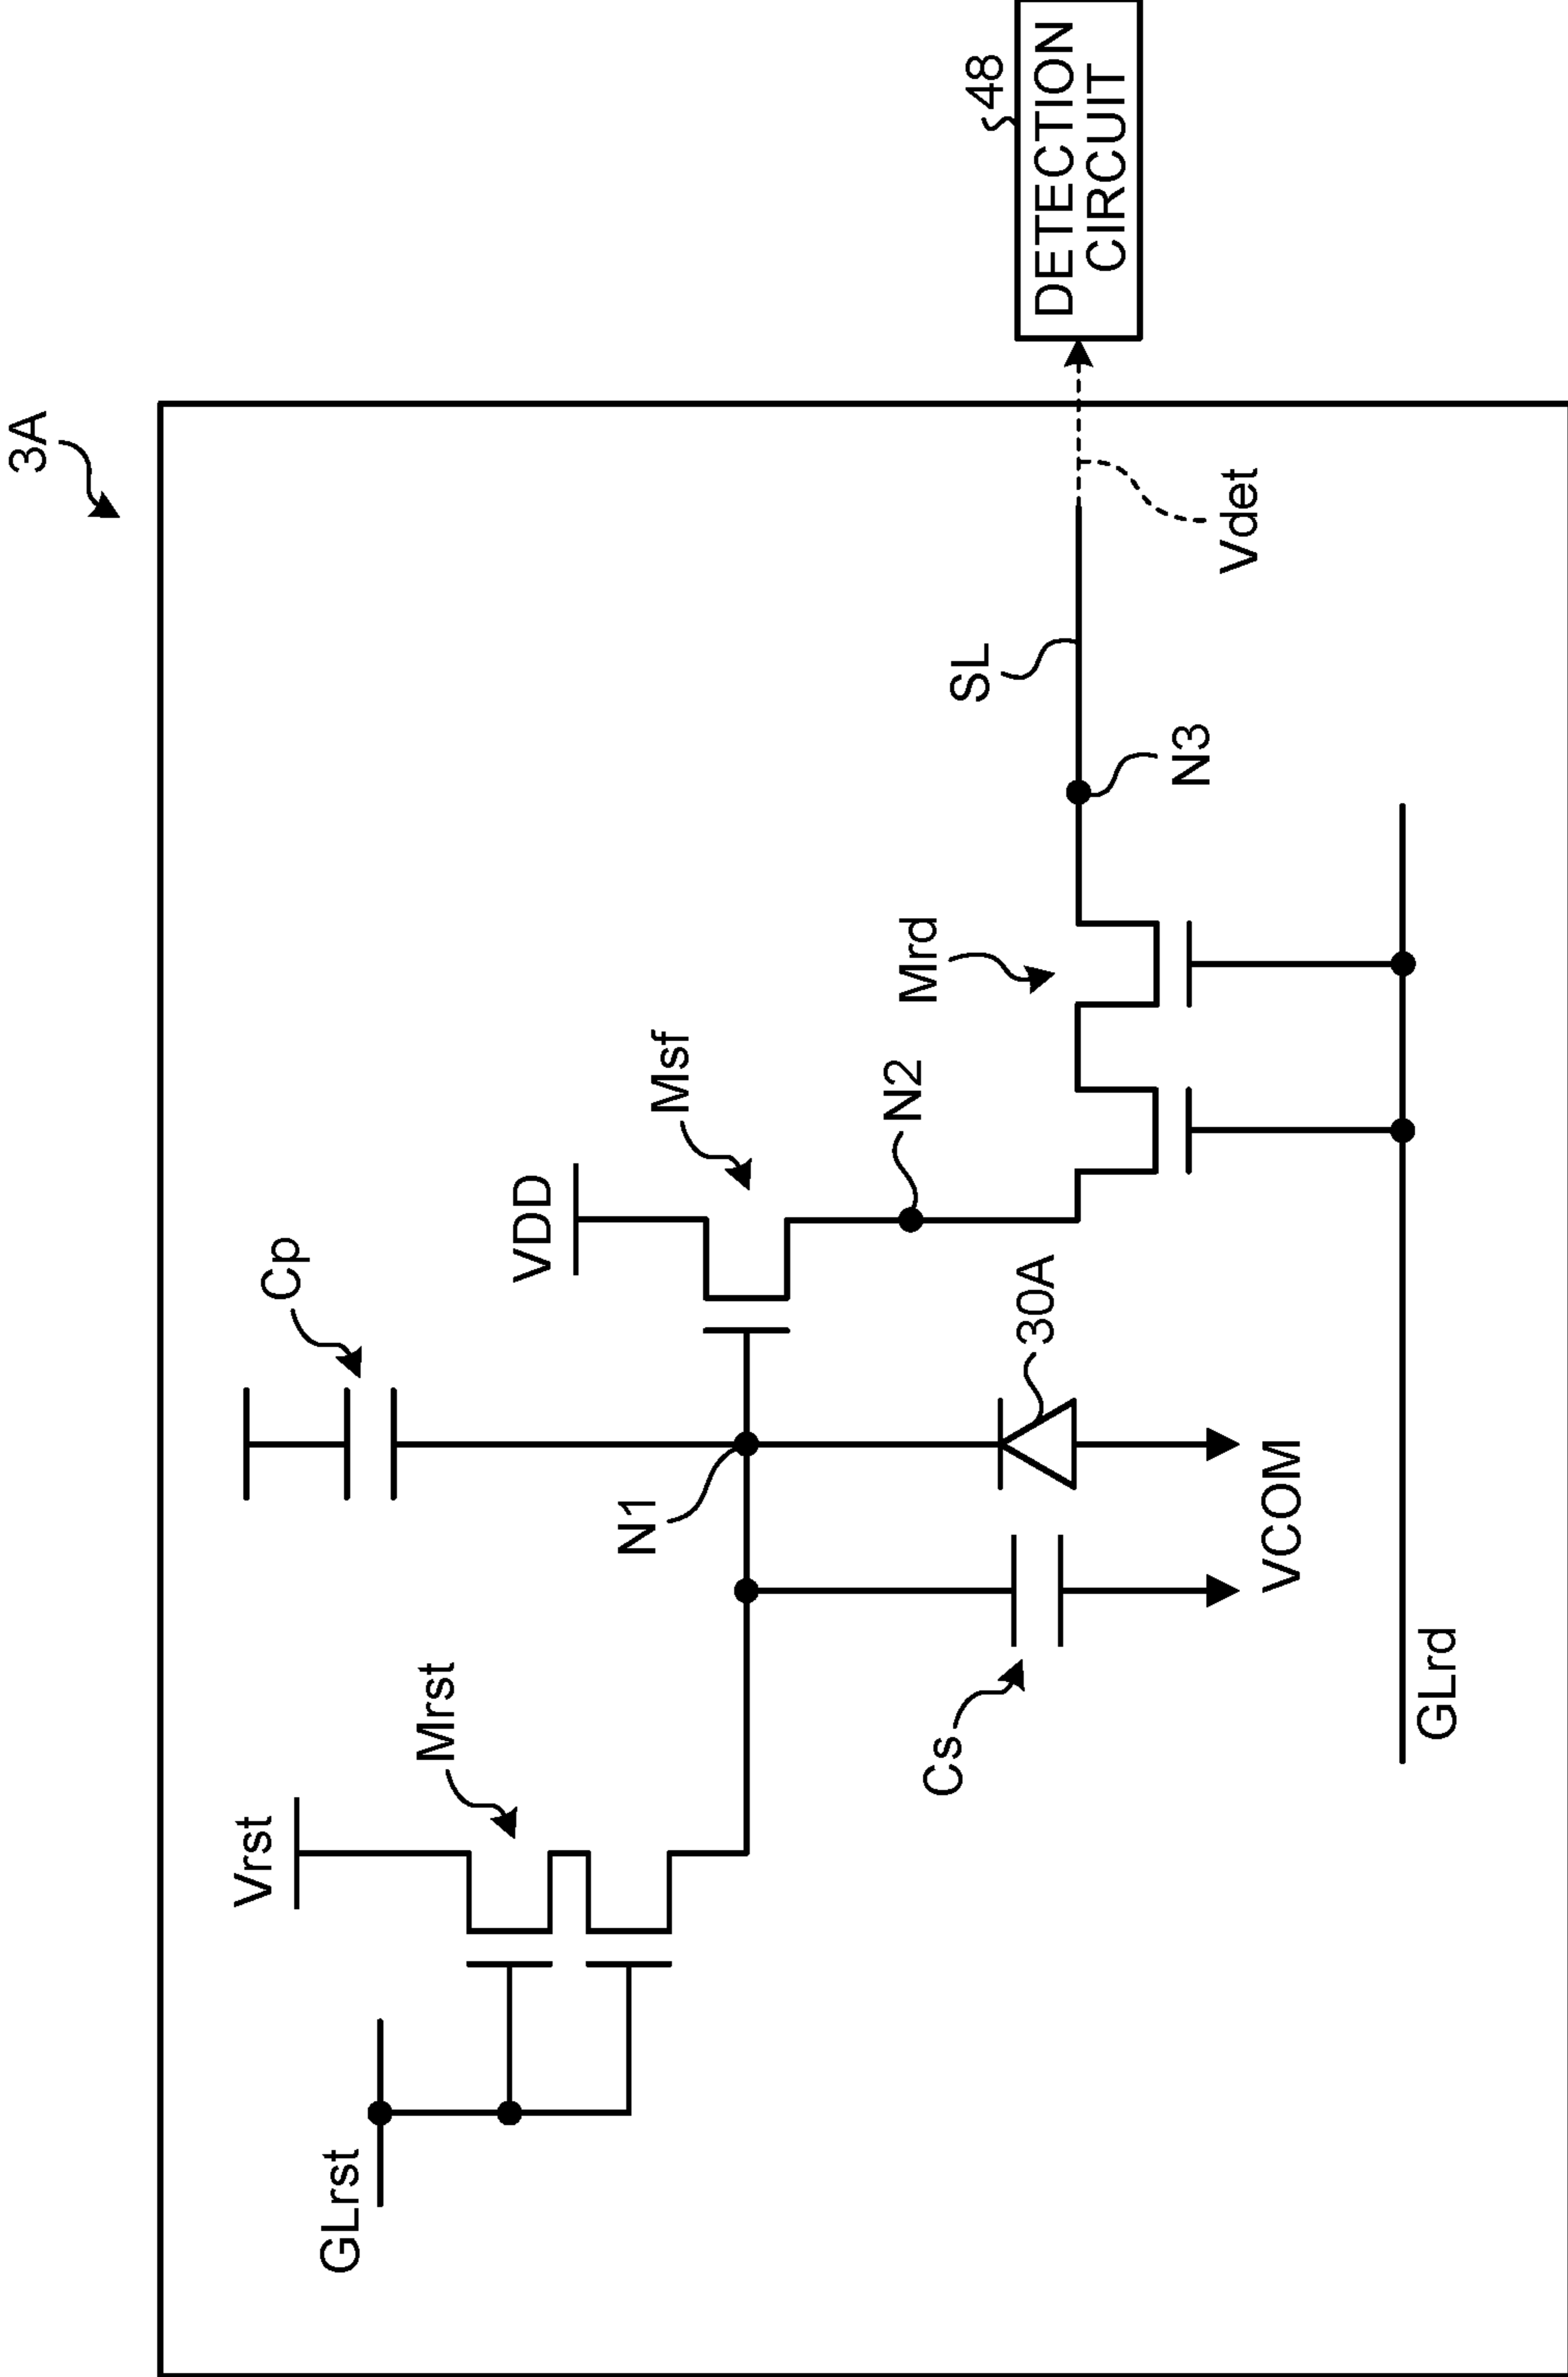 3A
GLrst
Vrst
Mrst
Cp
VDD
Msf
N1
N2
Mrd
SL
48
DETECTION
CIRCUIT
Cs
30A
N3
Vdet
VCOM
GLrd